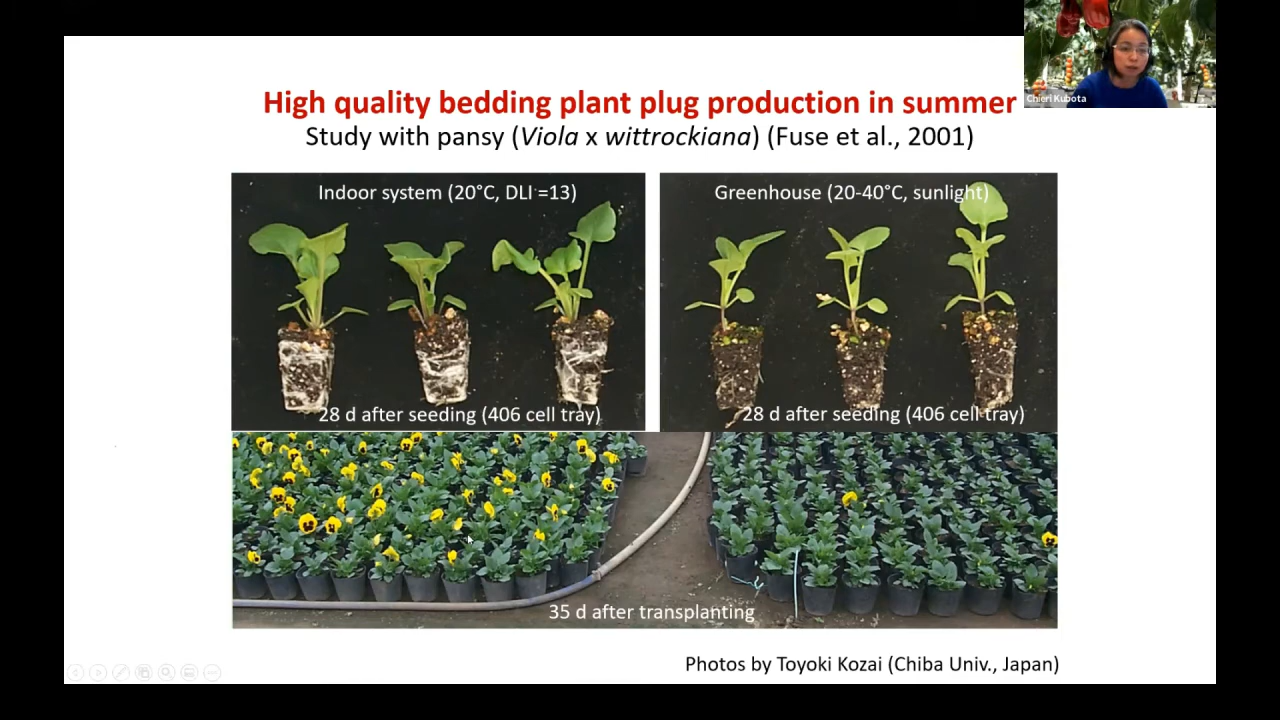 Chieri Kubota
High quality bedding plant plug production in summer
Study with pansy (Viola x wittrockiana) (Fuse et al., 2001)
Indoor system (20°C, DLI =13)
Greenhouse (20-40°C, sunlight)
28 d after seeding (406 cell tray)
28 d after seeding (406 cell tray)
35 d after transplanting
Photos by Toyoki Kozai (Chiba Univ., Japan)